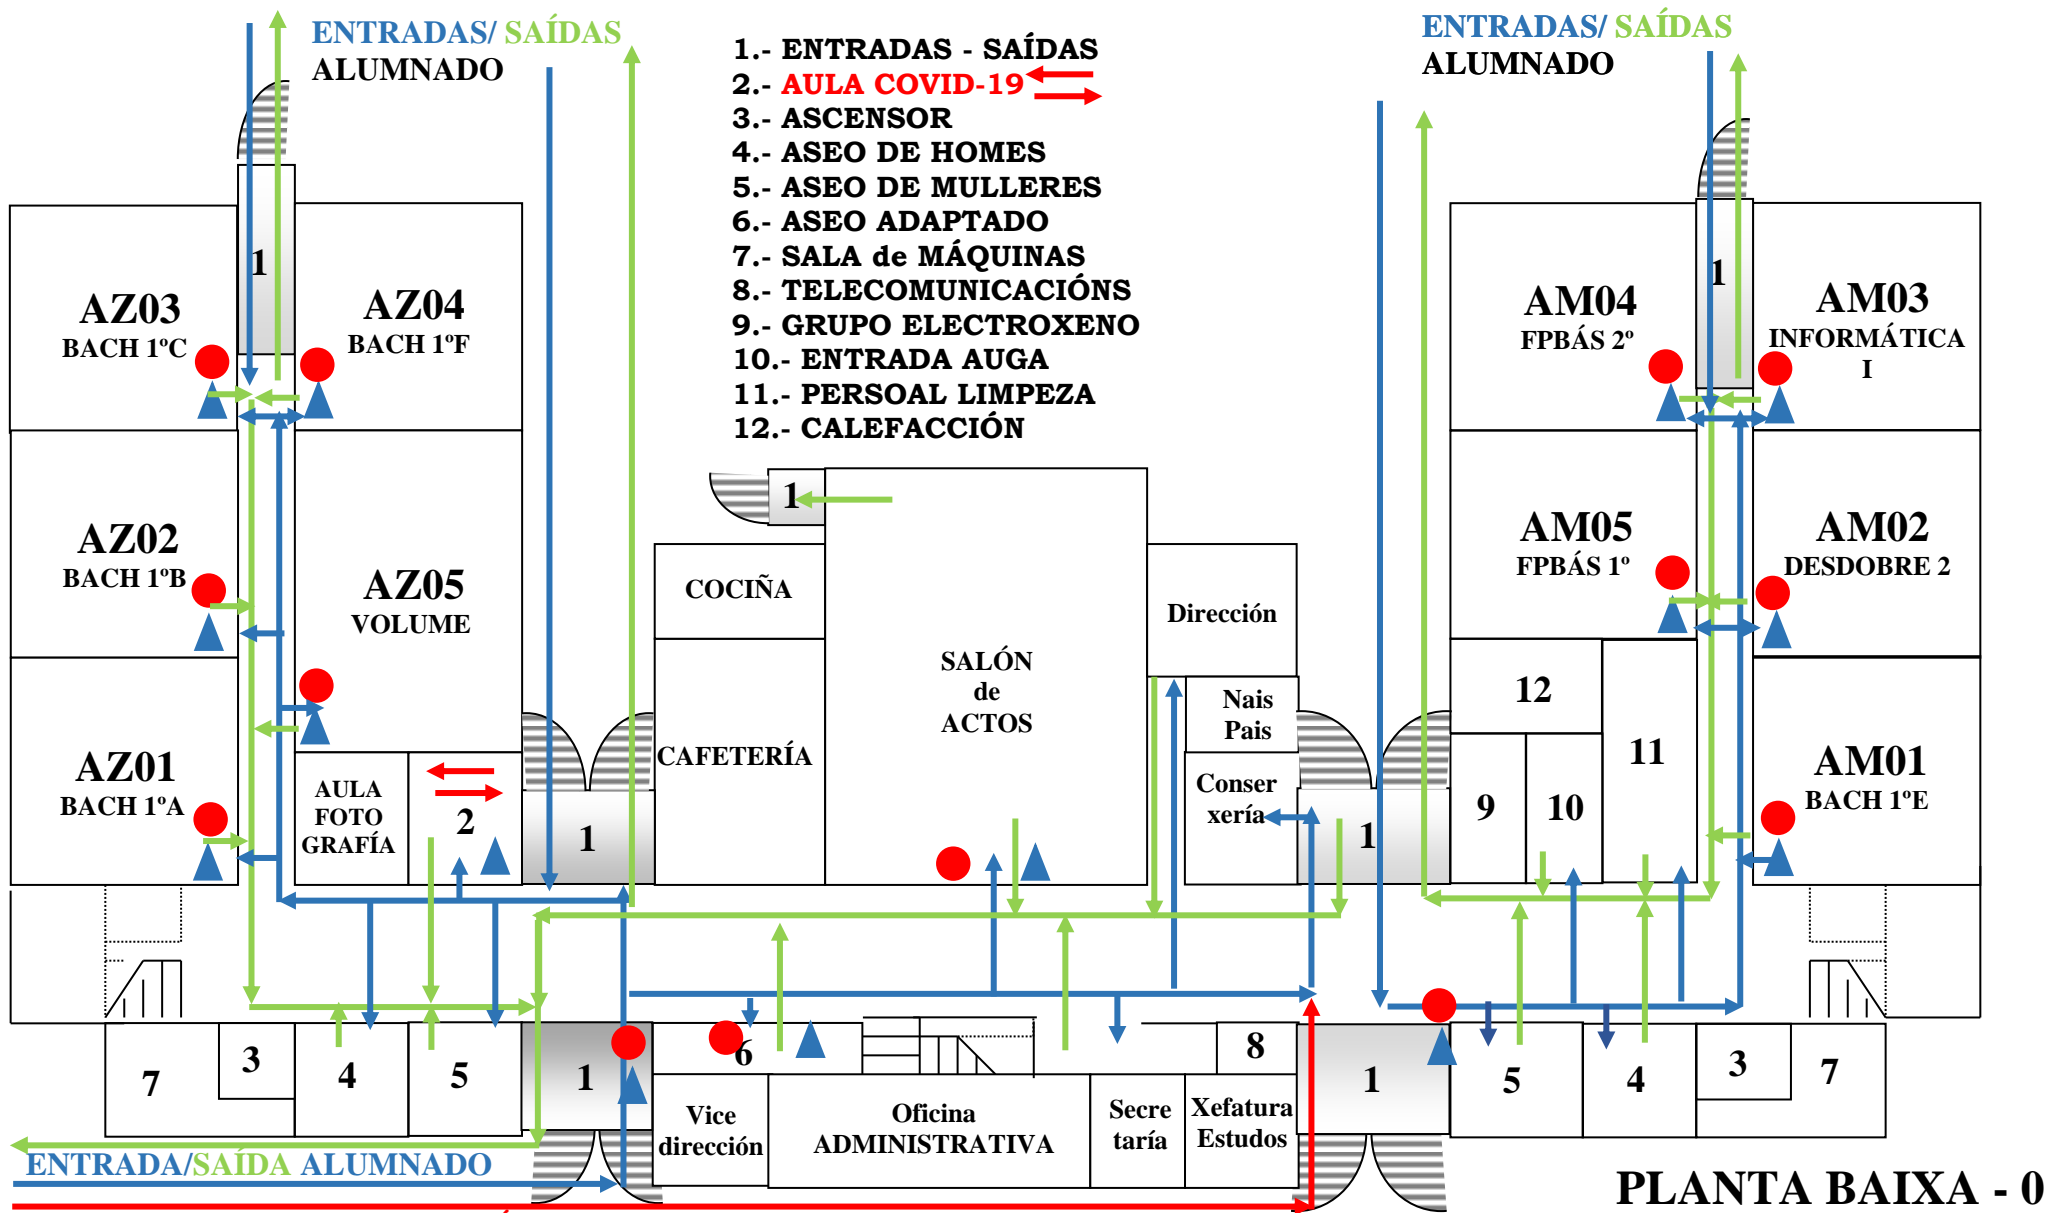 ENTRADAS/ SAÍDAS
ALUMNADO
1.- ENTRADAS - SAÍDAS
2.- AULA COVID-19
3.- ASCENSOR
4.- ASEO DE HOMES
5.- ASEO DE MULLERES
6.- ASEO ADAPTADO
7.- SALA de MÁQUINAS
8.- TELECOMUNICACIÓNS
9.- GRUPO ELECTROXENO
10.- ENTRADA AUGA
11.- PERSOAL LIMPEZA
12.- CALEFACCIÓN
ENTRADAS/ SAÍDAS
ALUMNADO
1
AZ03
BACH 1ºC
AZ04
BACH 1ºF
AM04
FPBÁS 2º
1
AM03
INFORMÁTICA
I
AZ02
BACH 1ºB
AZ05
VOLUME
1
COCIÑA
SALÓN
de
ACTOS
Dirección
AM05
FPBÁS 1º
AM02
DESDOBRE 2
AZ01
BACH 1ºA
AULA
FOTO
GRAFÍA
2
1
CAFETERÍA
Nais
Pais
Conser
xería
1
12
9
10
11
AM01
BACH 1ºE
7
3
4
5
1
6
8
1
5
4
3
7
Vice
dirección
Oficina
ADMINISTRATIVA
Secre
taría
Xefatura
Estudos
ENTRADA/SAÍDA ALUMNADO
PLANTA BAIXA - 0